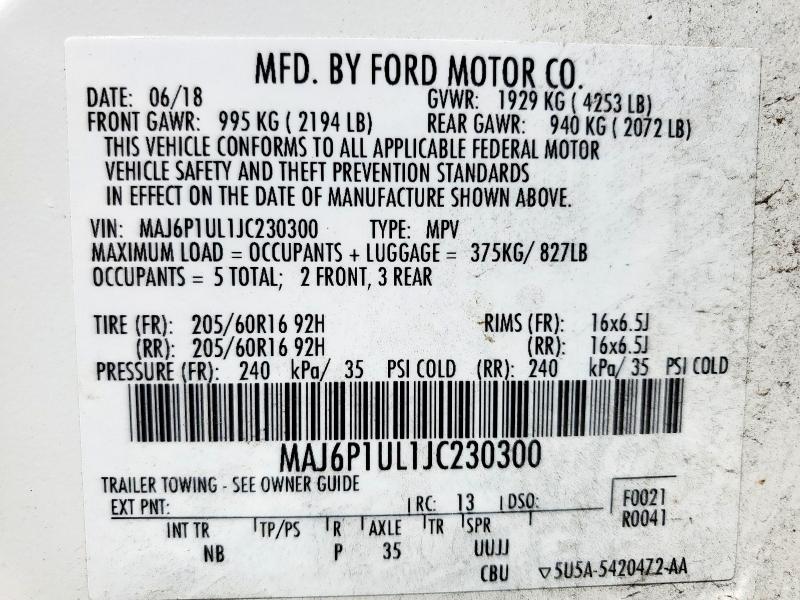 MFD. BY FORD MOTOR CO.
DATE: 06/18 GVWR: 1929 KG ( 4253 LB)
FRONT GAWR: 995 KG ( 2194 LB) REAR GAWR: 940 KG ( 2072 LB)
THIS VEHICLE CONFORMS TO ALL APPLICABLE FEDERAL MOTOR
VEHICLE SAFETY AND THEFT PREVENTION STANDARDS
IN EFFECT ON THE DATE OF MANUFACTURE SHOWN ABOVE.
VIN: MAJ6P1UL1JC230300 TYPE: MPV
MAXIMUM LOAD = OCCUPANTS + LUGGAGE = 375KG/ 827LB
OCCUPANTS = 5 TOTAL; 2 FRONT, 3 REAR
TIRE (FR): 205/60R16 92H RIMS (FR): 16x6.5J
(RR): 205/60R16 92H (RR): 16x6.5J
PRESSURE (FR): 240 kPa/ 35 PSI COLD (RR): 240 kPa/ 35 PSI COLD
MAJ6P1UL1JC230300
TRAILER TOWING - SEE OWNER GUIDE
EXT PNT: RC: 13 DSO: F0021
R0041
INT TR TP/PS R AXLE TR SPR
NB P 35 UUJJ
CBU ▽5U5A-5420472-AA